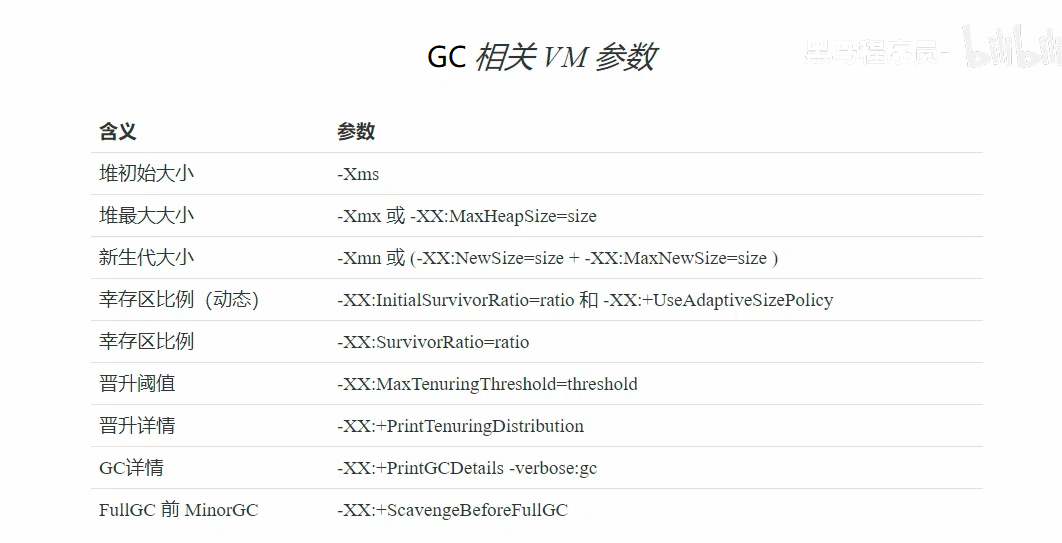 GC 相关 VM 参数
黑马程序员- bilibili
含义 参数
堆初始大小 -Xms
堆最大大小 -Xmx 或 -XX:MaxHeapSize=size
新生代大小 -Xmn 或 (-XX:NewSize=size + -XX:MaxNewSize=size )
幸存区比例（动态） -XX:InitialSurvivorRatio=ratio 和 -XX:+UseAdaptiveSizePolicy
幸存区比例 -XX:SurvivorRatio=ratio
晋升阈值 -XX:MaxTenuringThreshold=threshold
晋升详情 -XX:+PrintTenuringDistribution
GC详情 -XX:+PrintGCDetails -verbose:gc
FullGC 前 MinorGC -XX:+ScavengeBeforeFullGC